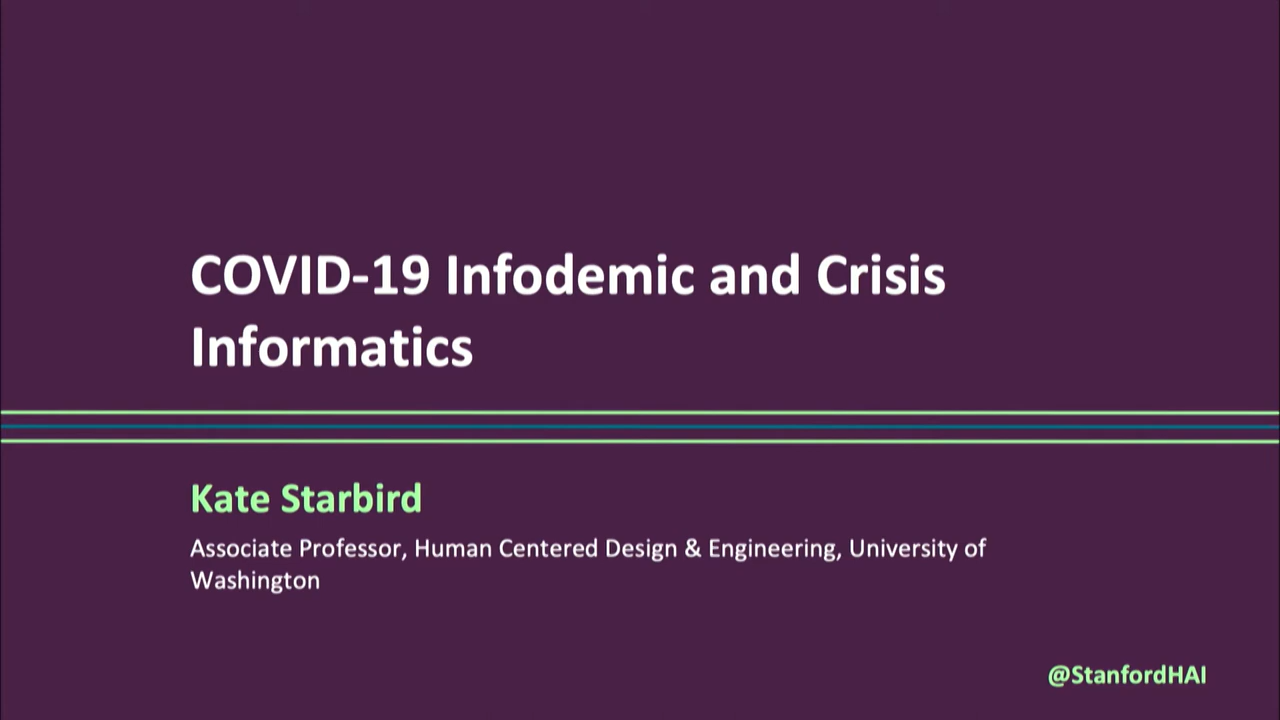 COVID-19 Infodemic and Crisis
Informatics
Kate Starbird
Associate Professor, Human Centered Design & Engineering, University of
Washington
@StanfordHAI